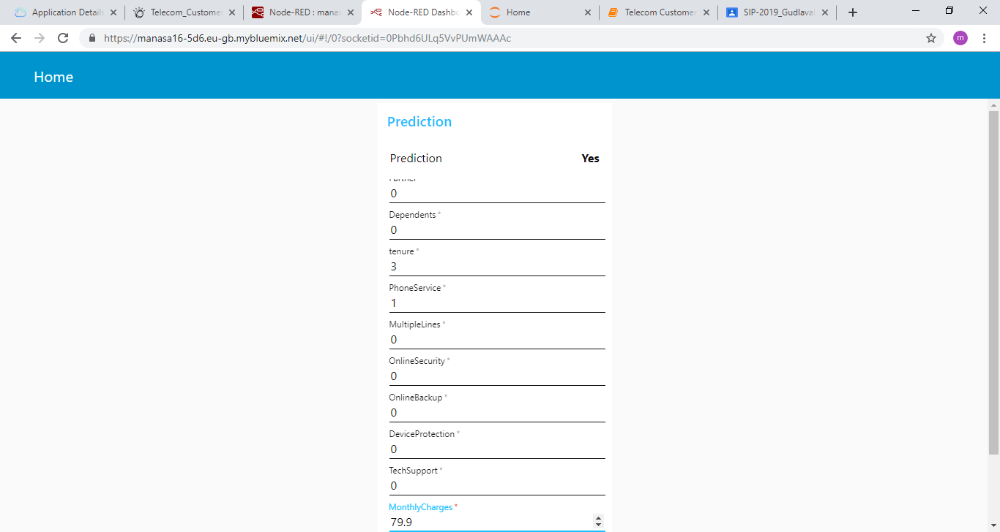 Application Details
Telecom_Customer
Node-RED : manas
Node-RED Dashbo
Home
Telecom Customer
SIP-2019_Gudlaval
https://manasa16-5d6.eu-gb.mybluemix.net/ui/#!/0?socketid=0Pbhd6ULq5VvPUmWAAAc
m
Home
Prediction
Prediction Yes
Partner
0
Dependents *
0
tenure *
3
PhoneService *
1
MultipleLines *
0
OnlineSecurity *
0
OnlineBackup *
0
DeviceProtection *
0
TechSupport *
0
MonthlyCharges *
79.9